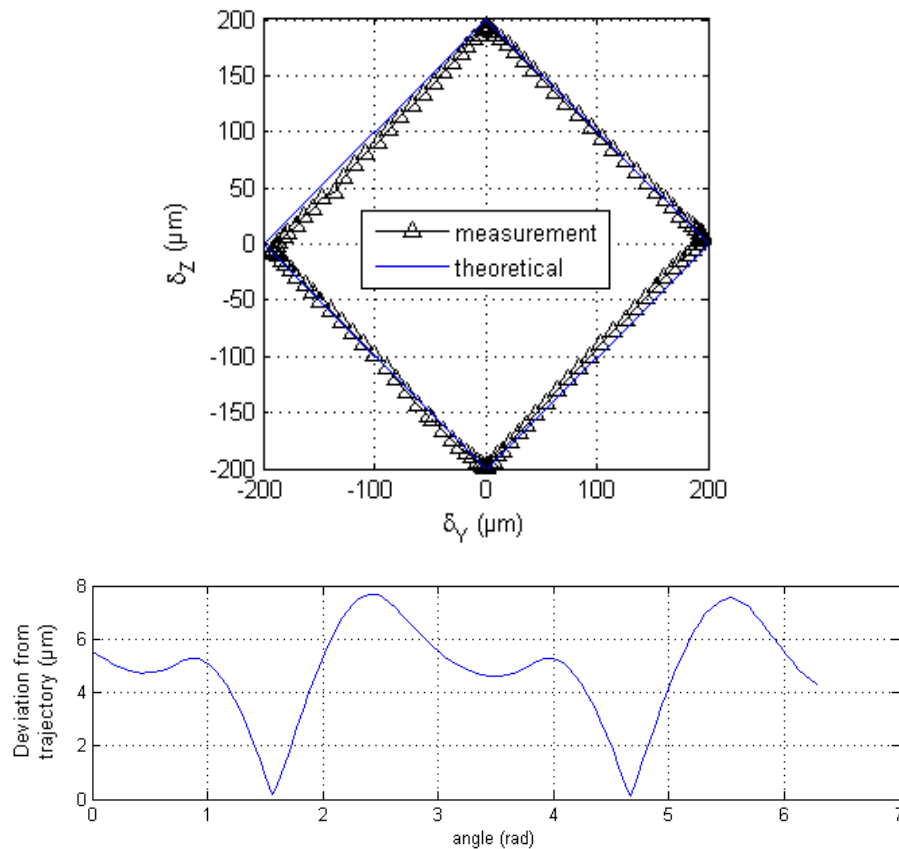 200
150
100
50
0
-50
-100
-150
-200
δZ (µm)
measurement
theoretical
-200 -100 0 100 200
δY (µm)
8
6
4
2
0
Deviation from
trajectory (µm)
0 1 2 3 4 5 6 7
angle (rad)